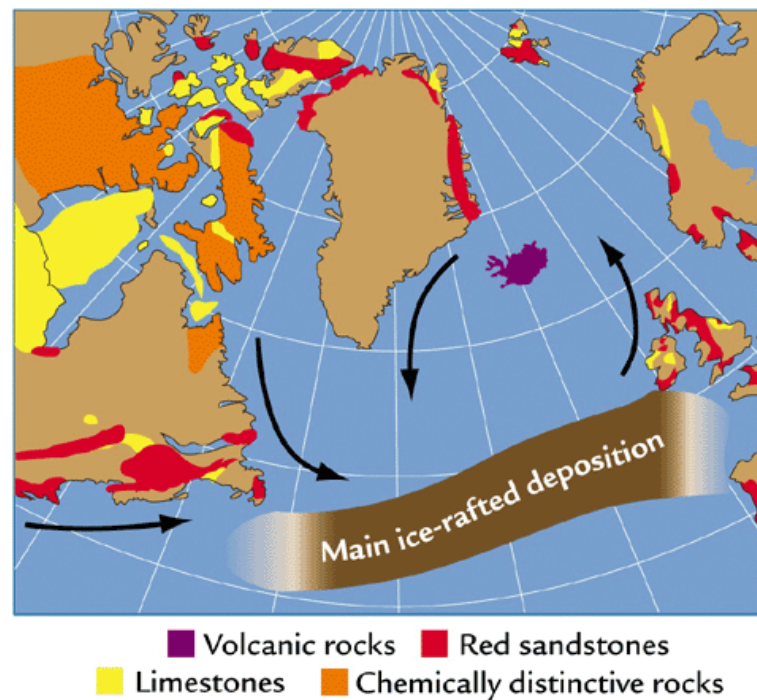 Main ice-rafted deposition
Volcanic rocks Red sandstones
Limestones Chemically distinctive rocks